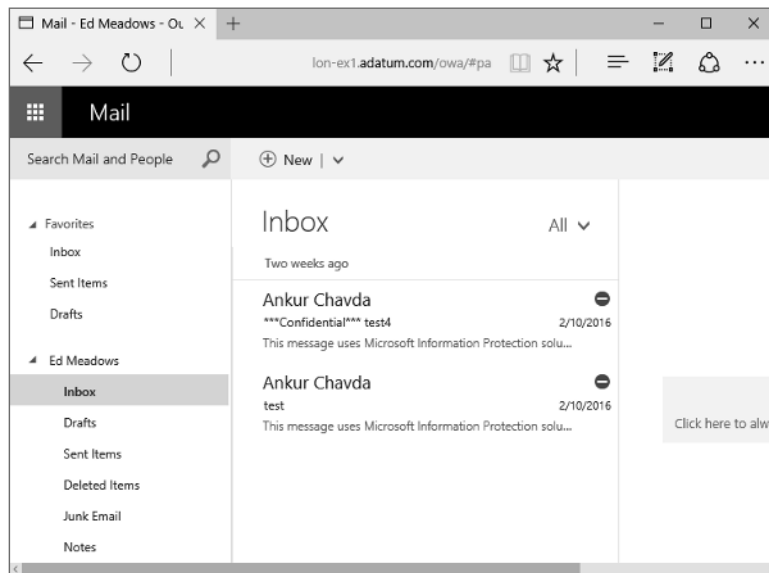 Mail - Ed Meadows - Ou
lon-ex1.adatum.com/owa/#pa
Mail
Search Mail and People
New
Favorites
Inbox
Sent Items
Drafts
Ed Meadows
Inbox
Drafts
Sent Items
Deleted Items
Junk Email
Notes
Inbox
All
Two weeks ago
Ankur Chavda
***Confidential*** test4 2/10/2016
This message uses Microsoft Information Protection solu...
Ankur Chavda
test 2/10/2016
This message uses Microsoft Information Protection solu...
Click here to alw